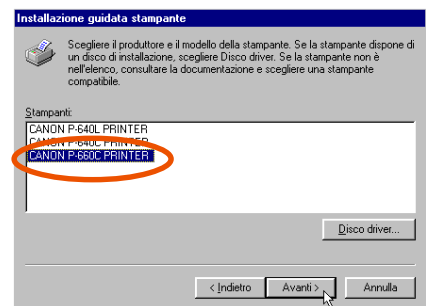 Installazione guidata stampante
Scegliere il produttore e il modello della stampante. Se la stampante dispone di
un disco di installazione, scegliere Disco driver. Se la stampante non è
nell'elenco, consultare la documentazione e scegliere una stampante
compatibile.
Stampanti:
CANON P-640L PRINTER
CANON P-640C PRINTER
CANON P-660C PRINTER
Disco driver...
< Indietro
Avanti >
Annulla